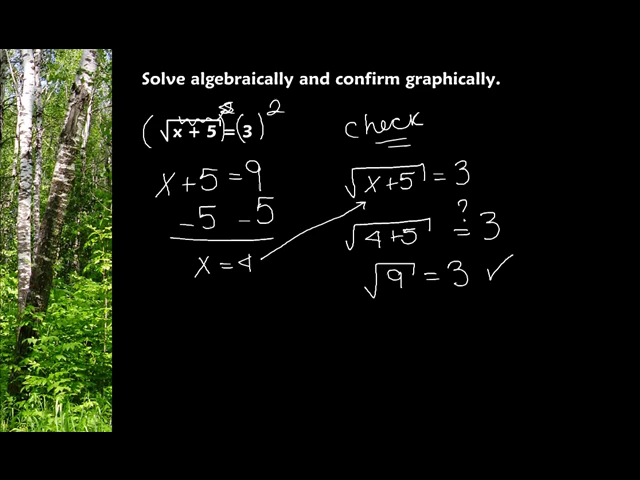 Solve algebraically and confirm graphically.
(√x + 5)²=(3)²
x+5=9
-5 -5
x=4
check
√x+5=3
√4+5 ?= 3
√9=3 ✓